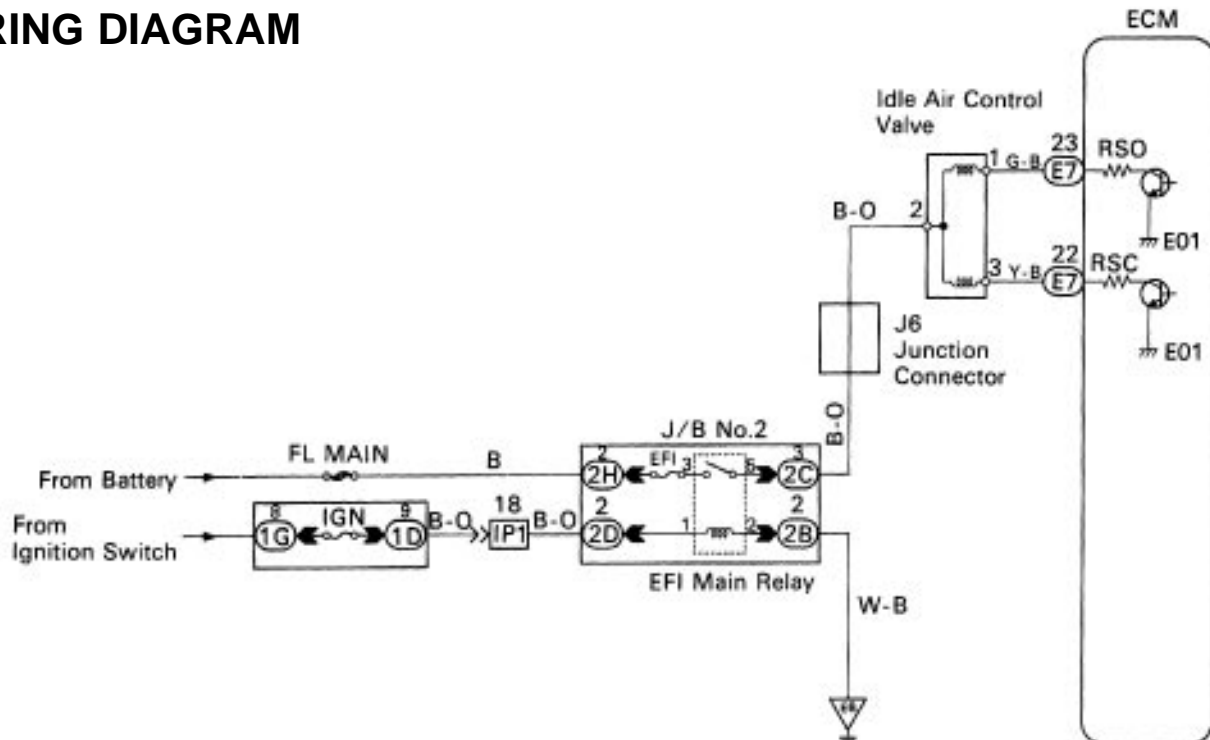 RING DIAGRAM
ECM
Idle Air Control
Valve
1 G-B 23 E7 RSO
B-O 2
E01
3 Y-B 22 E7 RSC
E01
J6
Junction
Connector
B-O
J/B No.2
From Battery FL MAIN B 2 2H EFI 3 5 3 2C
From
Ignition Switch
8 1G IGN 9 1D B-O 18 IP1 B-O 2 2D 1 2 2 2B
EFI Main Relay
W-B